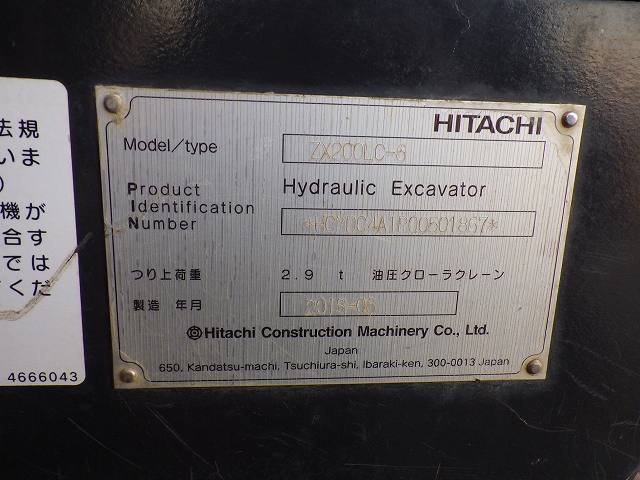 法規
いま
)
機が
合す
では
くだ
4666043
HITACHI
Model/type ZX200LC-6
Product Identification Number
Hydraulic Excavator
つり上荷重 2.9 t 油圧クローラクレーン
製造 年月
Hitachi Construction Machinery Co., Ltd.
Japan
650, Kandatsu-machi, Tsuchiura-shi, Ibaraki-ken, 300-0013 Japan